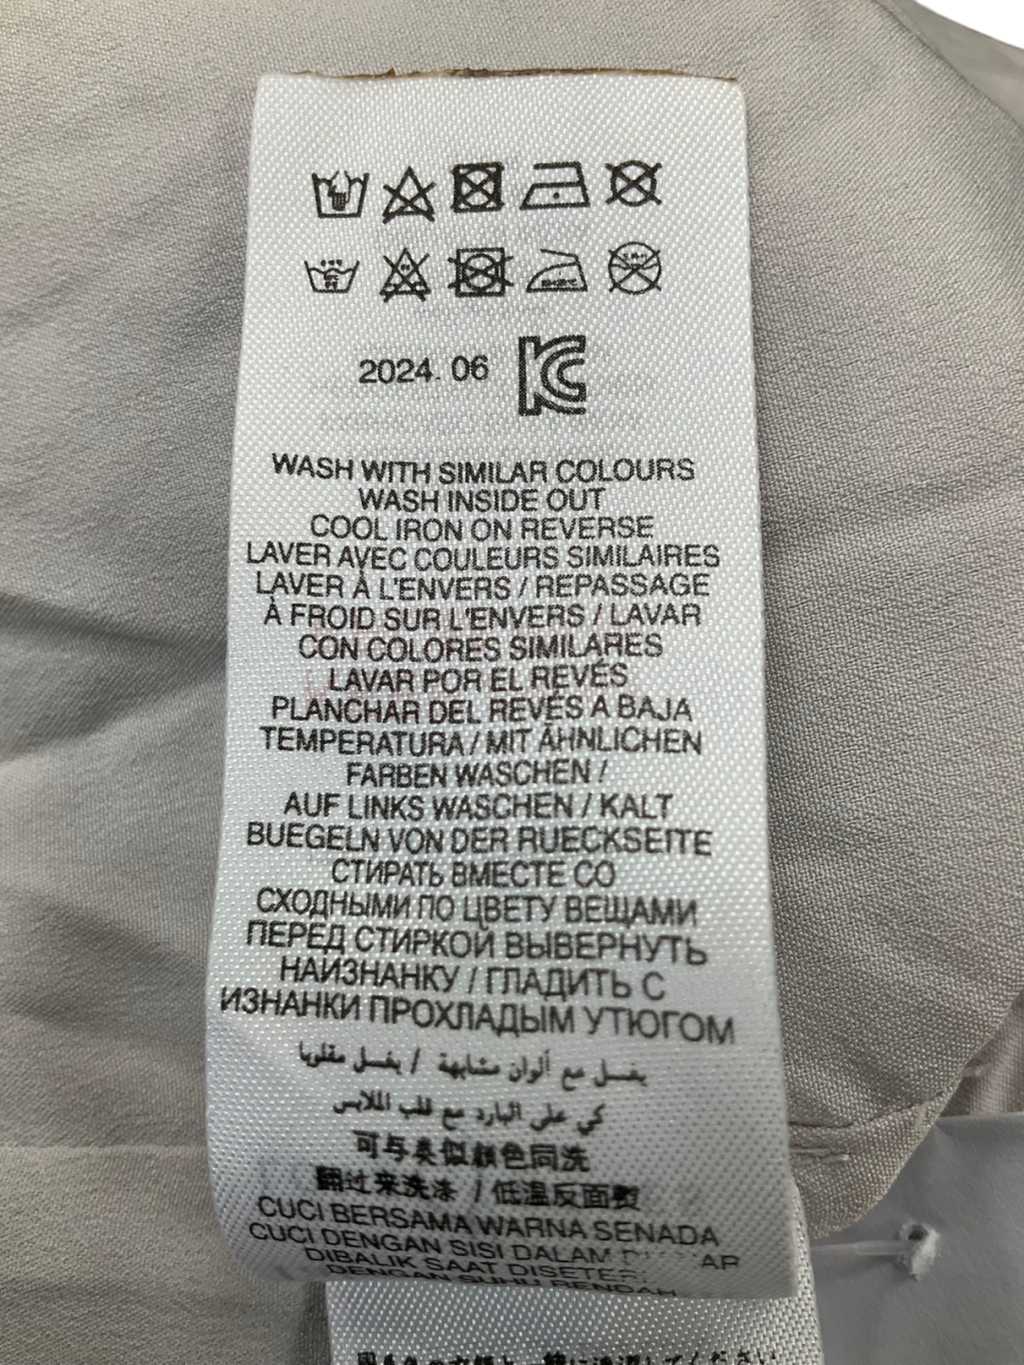 2024. 06
WASH WITH SIMILAR COLOURS
WASH INSIDE OUT
COOL IRON ON REVERSE
LAVER AVEC COULEURS SIMILAIRES
LAVER À L'ENVERS / REPASSAGE
À FROID SUR L'ENVERS / LAVAR
CON COLORES SIMILARES
LAVAR POR EL REVÉS
PLANCHAR DEL REVÉS A BAJA
TEMPERATURA / MIT ÄHNLICHEN
FARBEN WASCHEN /
AUF LINKS WASCHEN / KALT
BUEGELN VON DER RUECKSEITE
СТИРАТЬ ВМЕСТЕ СО
СХОДНЫМИ ПО ЦВЕТУ ВЕЩАМИ
ПЕРЕД СТИРКОЙ ВЫВЕРНУТЬ
НАИЗНАНКУ / ГЛАДИТЬ С
ИЗНАНКИ ПРОХЛАДЫМ УТЮГОМ
يغسل مع ألوان مشابهة / يغسل مقلوبا
كي على البارد مع قلب الملابس
可与类似颜色同洗
翻过来洗涤 / 低温反面熨
CUCI BERSAMA WARNA SENADA
CUCI DENGAN SISI DALAM
DIBALIK SAAT
DENGAN SUHU RENDAH